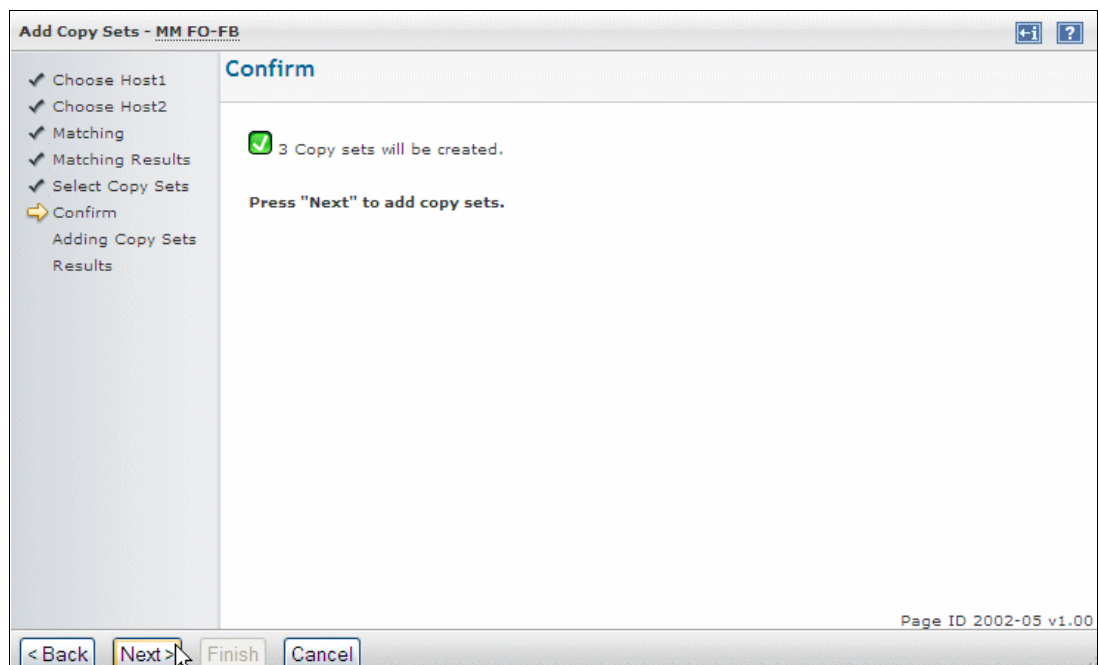 Add Copy Sets - MM FO-FB
Choose Host1
Choose Host2
Matching
Matching Results
Select Copy Sets
Confirm
Adding Copy Sets
Results
Confirm
3 Copy sets will be created.
Press "Next" to add copy sets.
Page ID 2002-05 v1.00
< Back Next > Finish Cancel